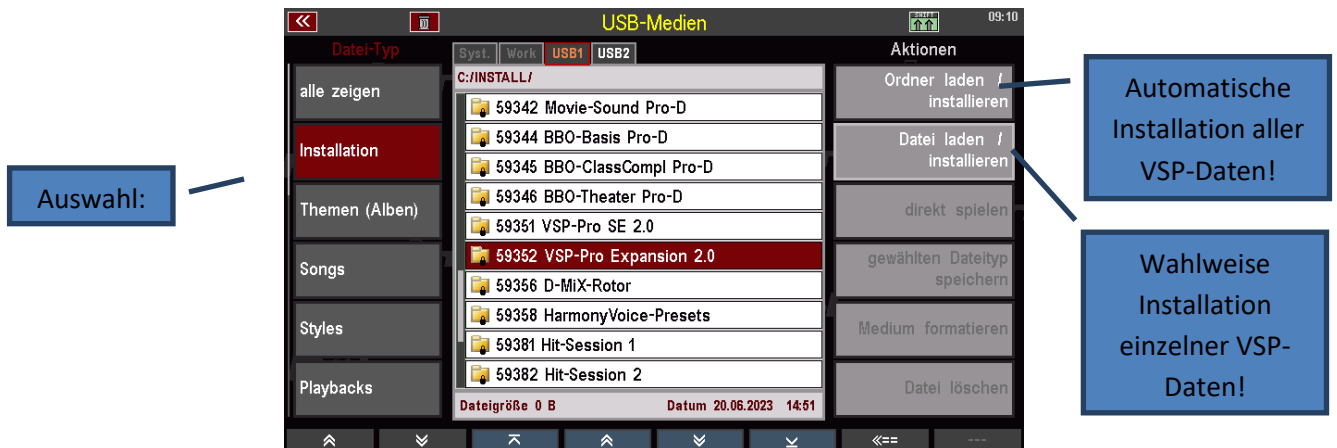 USB-Medien
09:10
Datei-Typ
Syst. Work USB1 USB2
Aktionen
alle zeigen
Installation
Themen (Alben)
Songs
Styles
Playbacks
C:/INSTALL/
59342 Movie-Sound Pro-D
59344 BBO-Basis Pro-D
59345 BBO-ClassCompl Pro-D
59346 BBO-Theater Pro-D
59351 VSP-Pro SE 2.0
59352 VSP-Pro Expansion 2.0
59356 D-MiX-Rotor
59358 HarmonyVoice-Presets
59381 Hit-Session 1
59382 Hit-Session 2
Dateigröße 0 B Datum 20.06.2023 14:51
Ordner laden /
installieren
Datei laden /
installieren
direkt spielen
gewählten Dateityp
speichern
Medium formatieren
Datei löschen
<<==
---
Auswahl:
Automatische
Installation aller
VSP-Daten!
Wahlweise
Installation
einzelner VSP-
Daten!